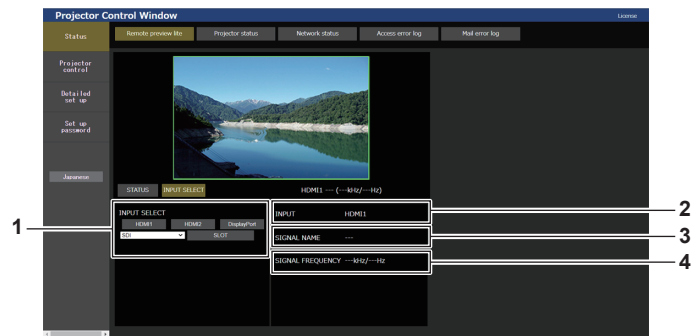 Projector Control Window
License
Status
Remote preview lite
Projector status
Network status
Access error log
Mail error log
Projector
control
Detailed
set up
Set up
password
Japanese
STATUS
INPUT SELECT
HDMI1 --- (---kHz/---Hz)
1
INPUT SELECT
HDMI1
HDMI2
DisplayPort
SDI
SLOT
INPUT HDMI1
2
SIGNAL NAME ---
3
SIGNAL FREQUENCY ---kHz/---Hz
4